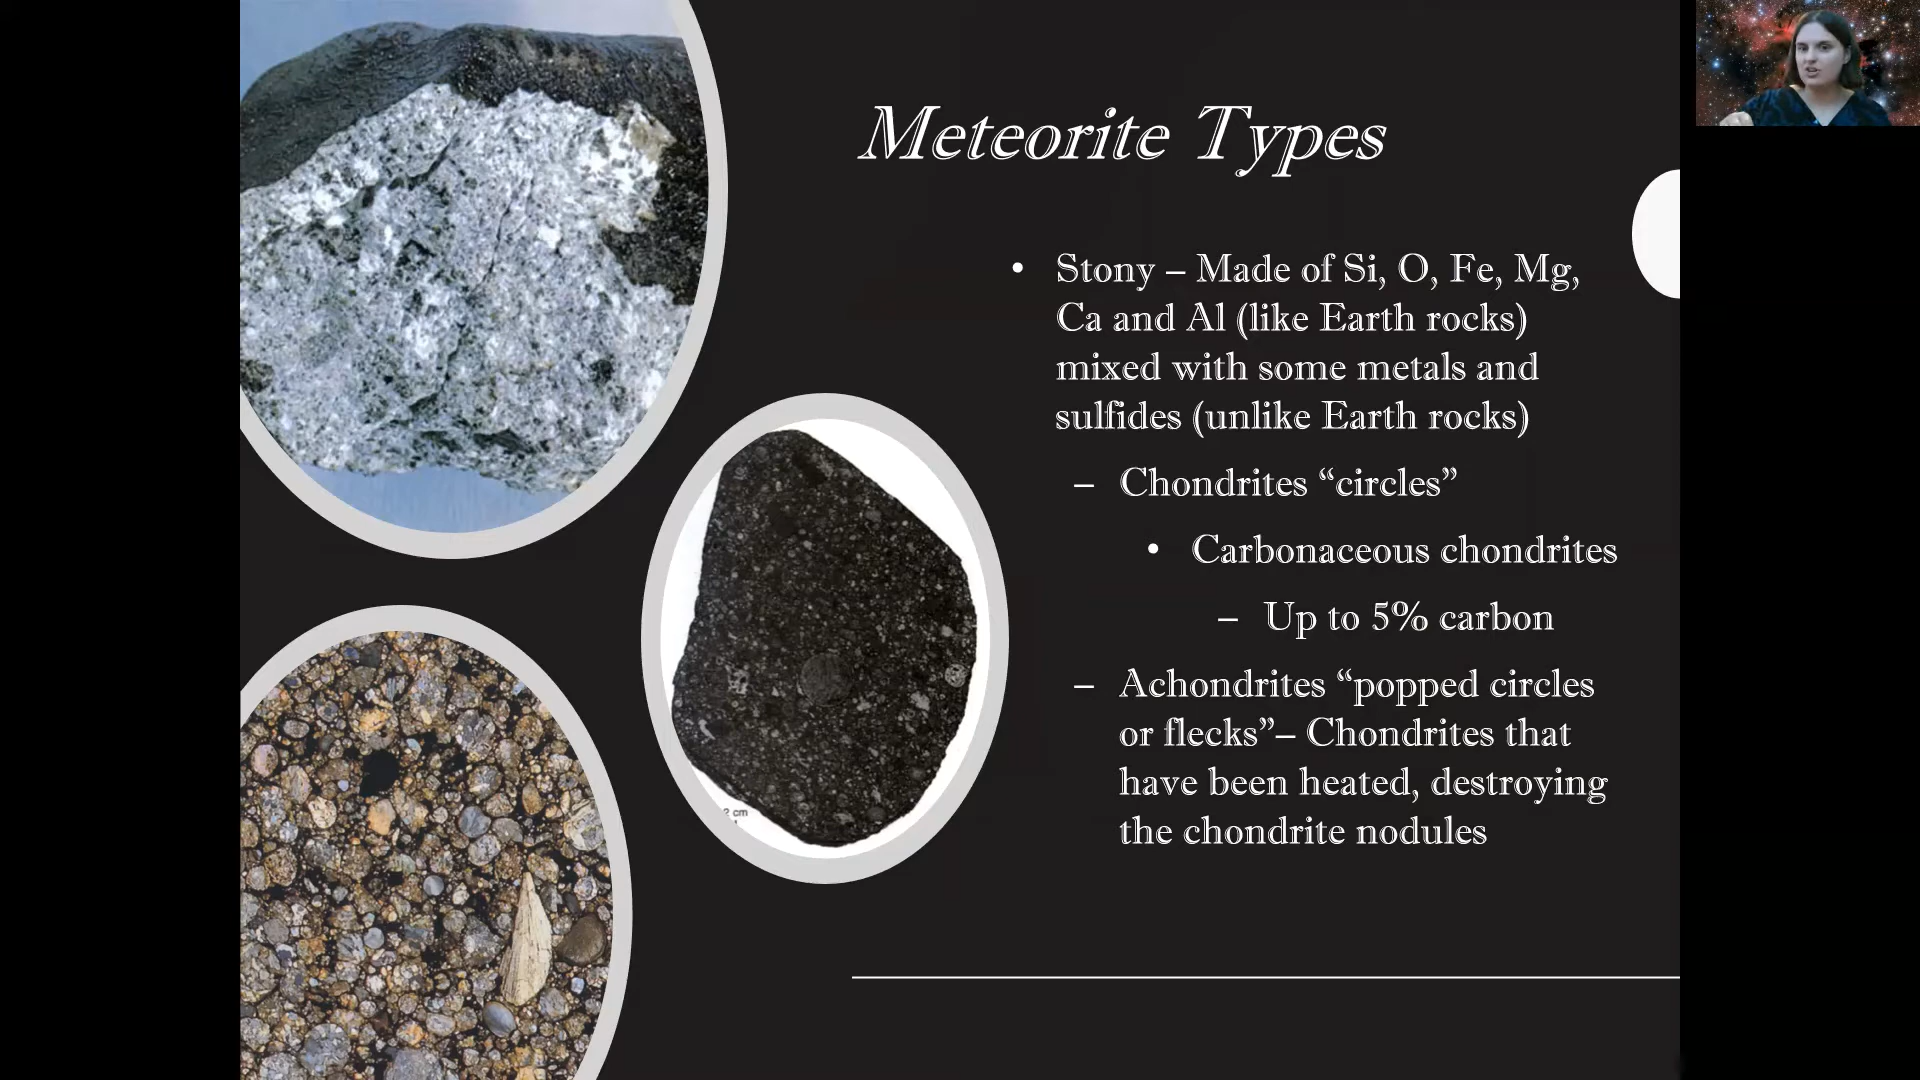 Meteorite Types
• Stony – Made of Si, O, Fe, Mg,
Ca and Al (like Earth rocks)
mixed with some metals and
sulfides (unlike Earth rocks)
– Chondrites “circles”
• Carbonaceous chondrites
– Up to 5% carbon
– Achondrites “popped circles
or flecks”– Chondrites that
have been heated, destroying
the chondrite nodules
2 cm